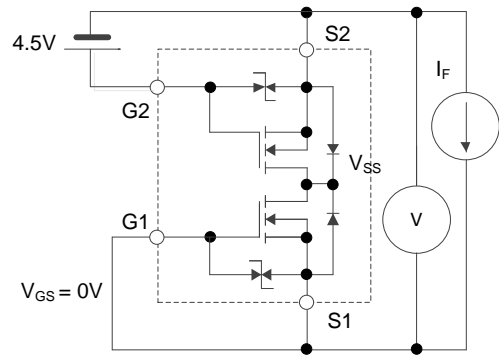 S2
4.5V
I_F
G2
V_SS
G1
V
V_GS = 0V
S1